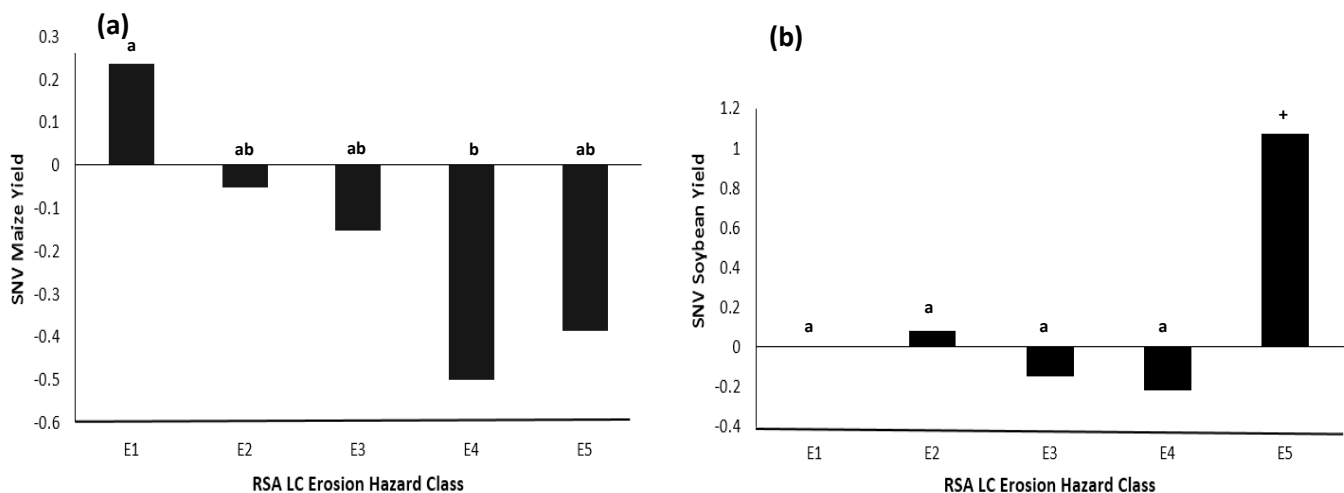 (a)
0.3
0.2
0.1
0
-0.1
-0.2
-0.3
-0.4
-0.5
-0.6
SNV Maize Yield
a
ab
ab
b
ab
E1 E2 E3 E4 E5
RSA LC Erosion Hazard Class
(b)
1.2
1
0.8
0.6
0.4
0.2
0
-0.2
-0.4
SNV Soybean Yield
a
a
a
a
+
E1 E2 E3 E4 E5
RSA LC Erosion Hazard Class